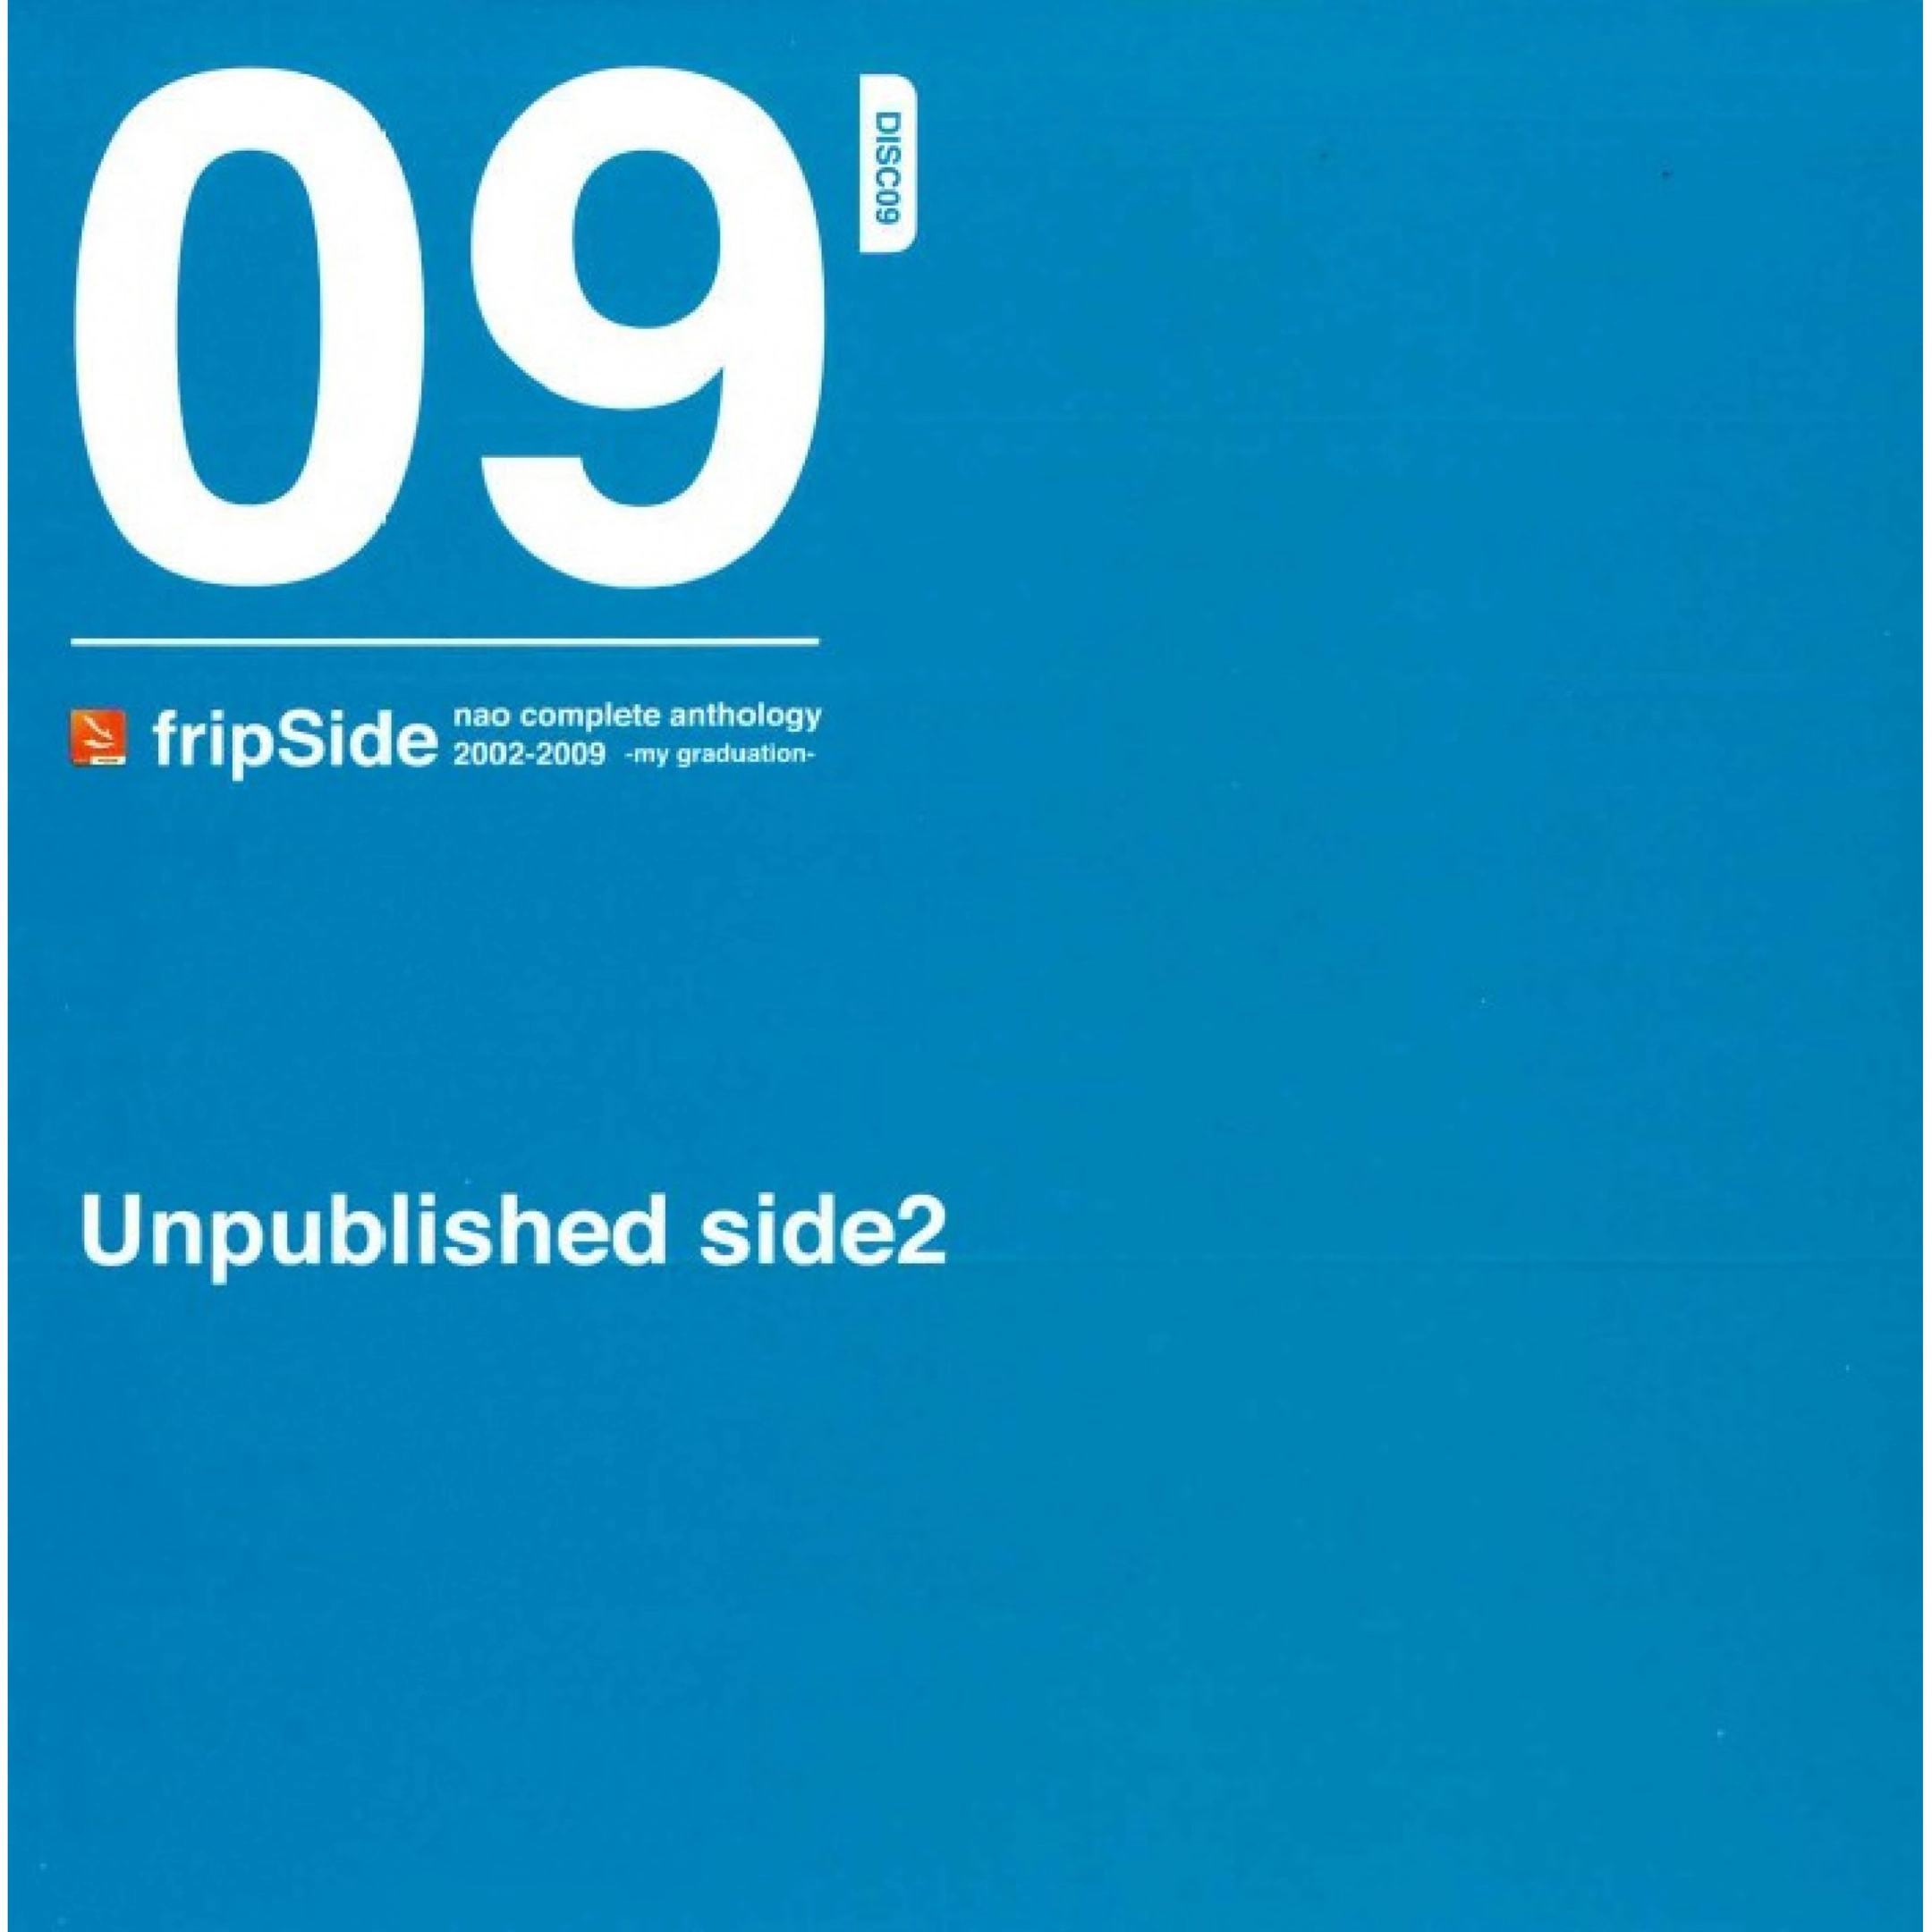 09
DISC09
fripSide
nao complete anthology
2002-2009 -my graduation-
Unpublished side2